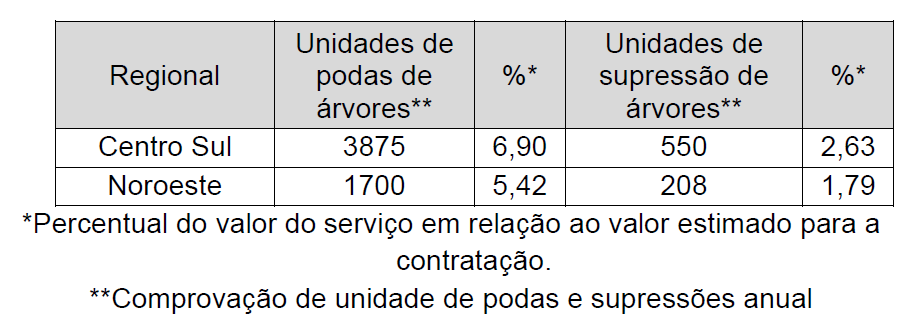 Regional Unidades de podas de árvores** %* Unidades de supressão de árvores** %*
Centro Sul 3875 6,90 550 2,63
Noroeste 1700 5,42 208 1,79
*Percentual do valor do serviço em relação ao valor estimado para a
contratação.
**Comprovação de unidade de podas e supressões anual